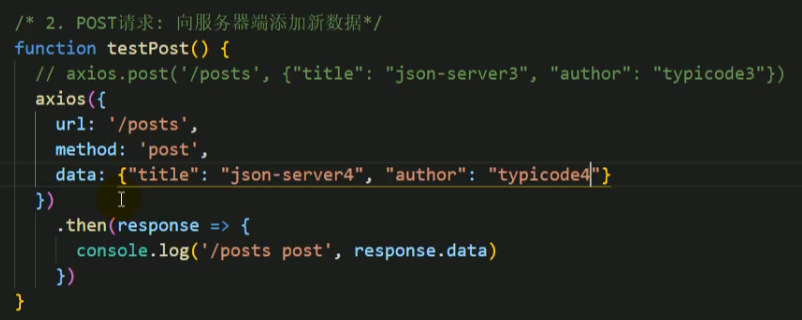 /* 2. POST请求: 向服务器端添加新数据*/
function testPost() {
// axios.post('/posts', {"title": "json-server3", "author": "typicode3"})
axios({
url: '/posts',
method: 'post',
data: {"title": "json-server4", "author": "typicode4"}
})
.then(response => {
console.log('/posts post', response.data)
})
}